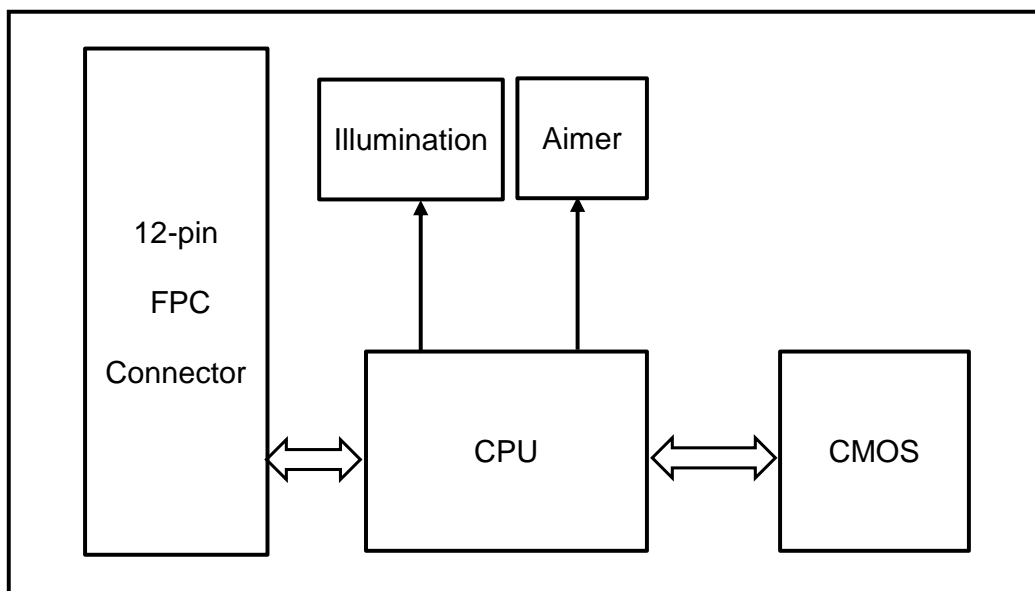 Illumination
Aimer
12-pin
FPC
Connector
CPU
CMOS